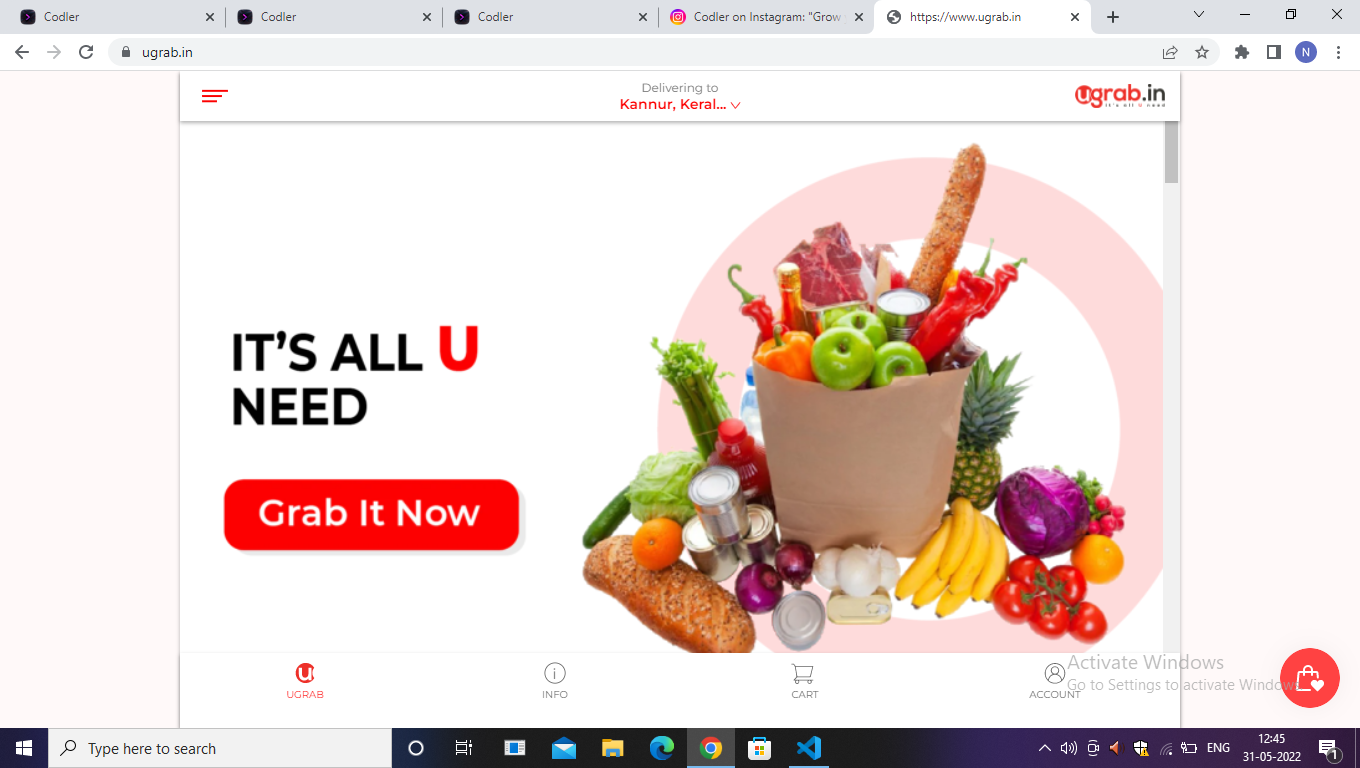 Codler
Codler
Codler
Codler on Instagram: "Grow
https://www.ugrab.in
ugrab.in
N
Delivering to
Kannur, Keral...
ugrab.in
it's all U need
IT'S ALL U
NEED
Grab It Now
UGRAB
INFO
CART
ACCOUNT
Activate Windows
Go to Settings to activate Windows
Type here to search
ENG
12:45
31-05-2022
1